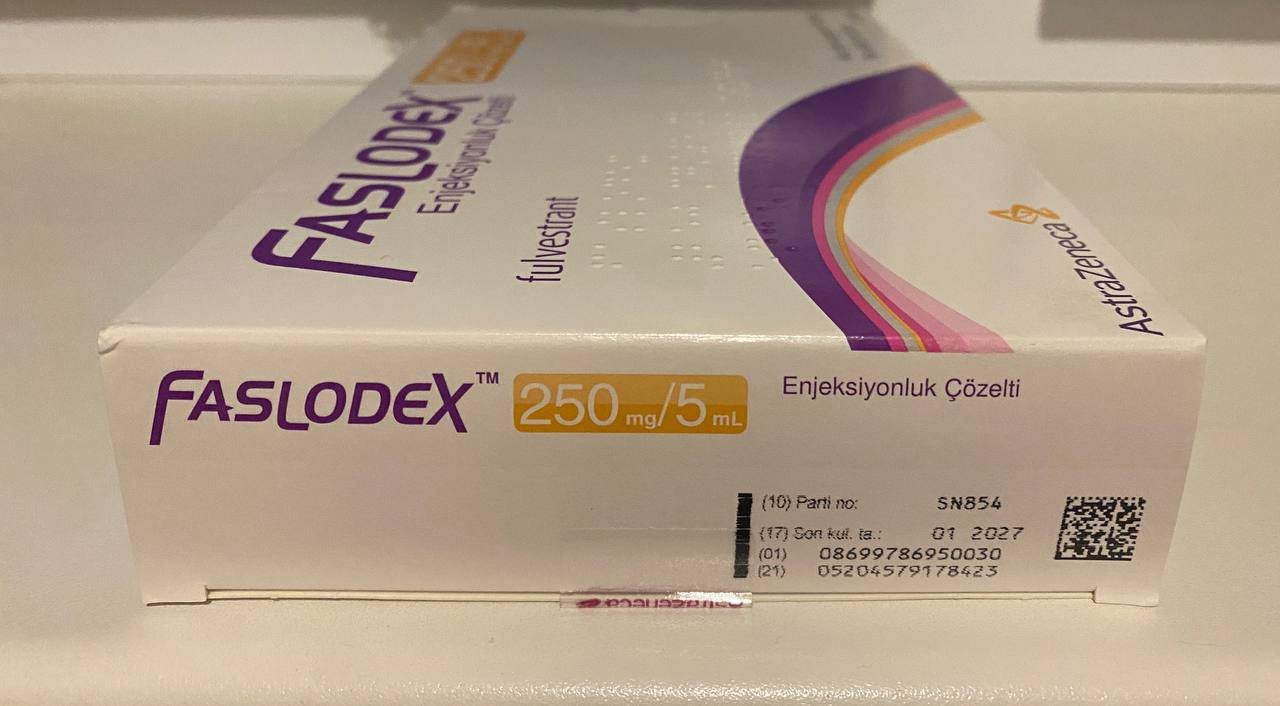 FASLODEX
Enjeksiyonluk Çözelti
fulvestrant
AstraZeneca
FASLODEX™ 250 mg/5 mL Enjeksiyonluk Çözelti
(10) Parti no: SN854
(17) Son kul. ta.: 01 2027
(01) 08699786950030
(21) 05204579178423